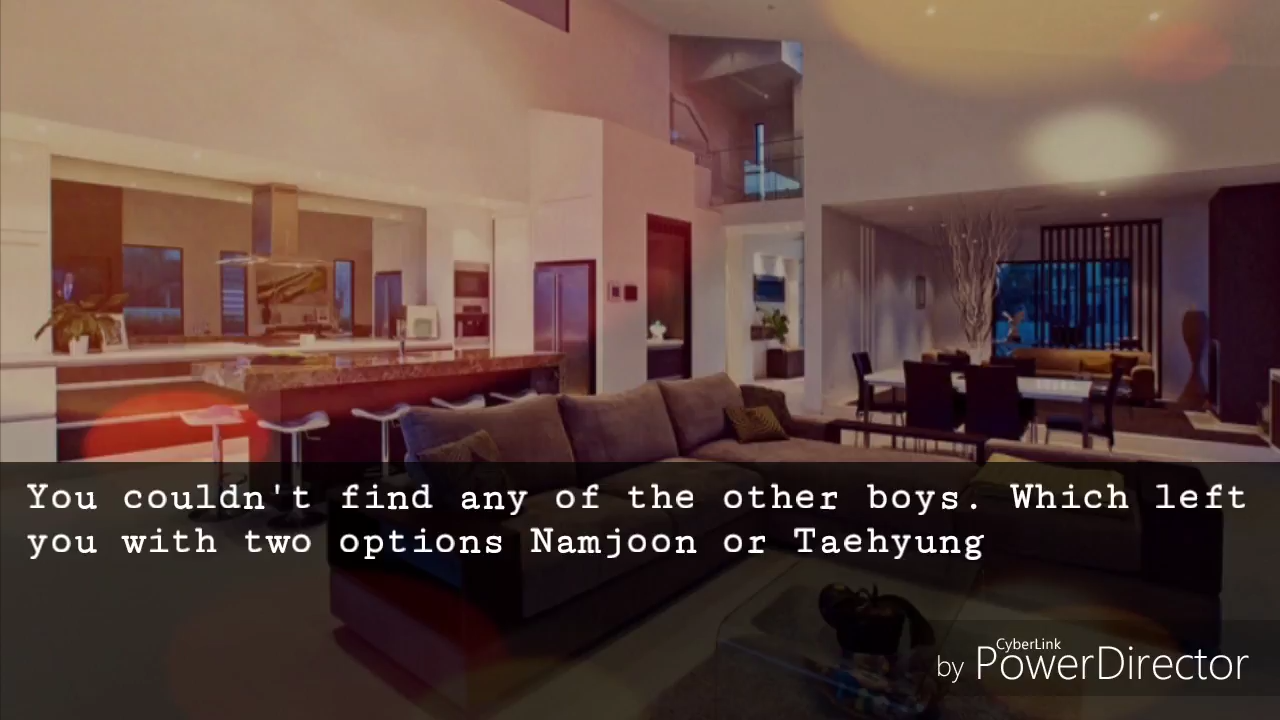 You couldn't find any of the other boys. Which left
you with two options Namjoon or Taehyung
CyberLink
by PowerDirector